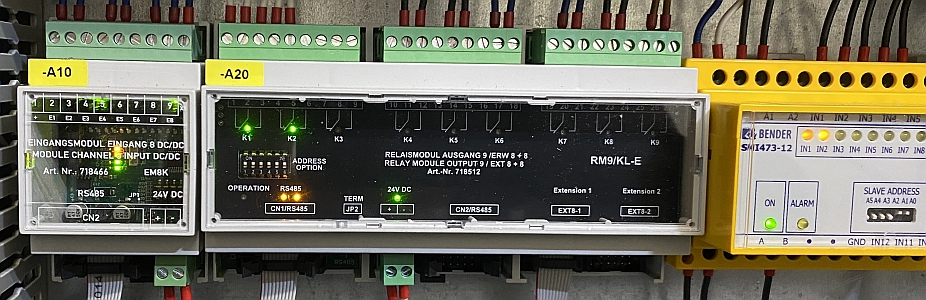 -A10
1 2 3 4 5 6 7 8 9
+ E1 E2 E3 E4 E5 E6 E7 E8
EINGANGSMODUL EINGANG 8 DC/DC
MODULE CHANNEL INPUT DC/DC
Art. Nr.: 718466 EM8K
RS485 JP1 24V DC
CN2 + -
-A20
K1 K2 K3 K4 K5 K6 K7 K8 K9
ADDRESS
OPTION
RELAISMODUL AUSGANG 9/ERW 8 + 8
RELAY MODULE OUTPUT 9 / EXT 8 + 8
Art.-Nr. 718512
RM9/KL-E
OPERATION RS485 TERM 24V DC Extension 1 Extension 2
CN1/RS485 JP2 + - CN2/RS485 EXT8-1 EXT8-2
A1 A2 IN1 IN2 IN3 IN4 IN5
BENDER
SMI473-12
IN1 IN2 IN3 IN4 IN5 IN6 IN7 IN8
SLAVE ADDRESS
A5 A4 A3 A2 A1 A0
ON ALARM
A B GND IN12 IN11